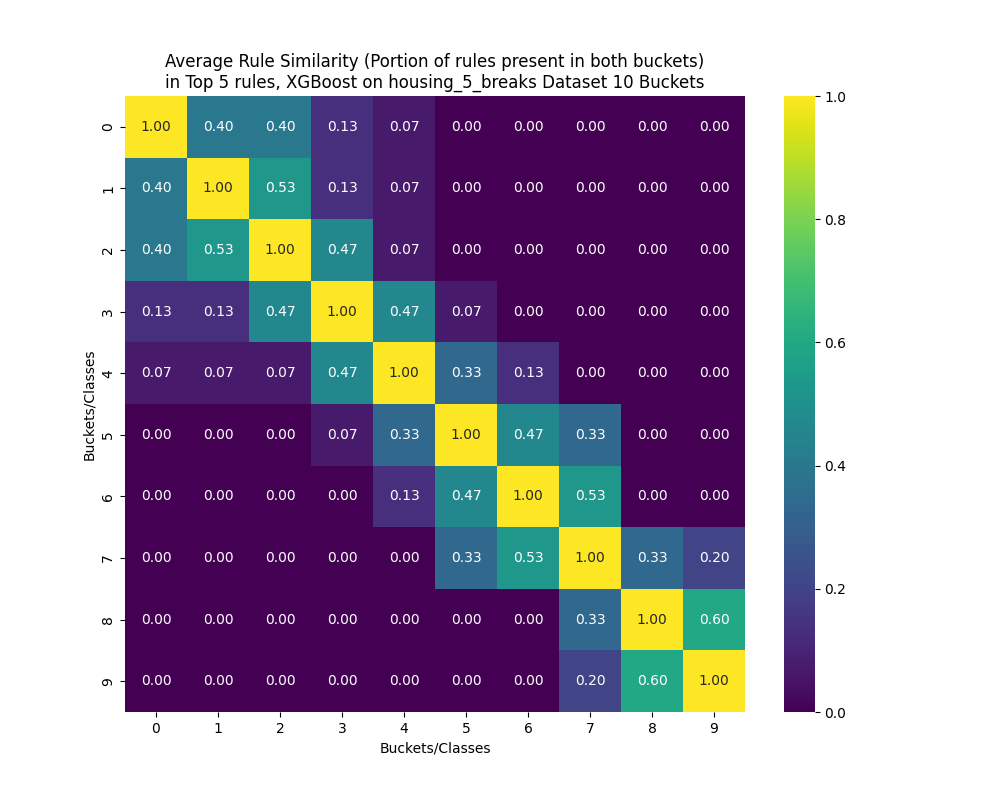 Average Rule Similarity (Portion of rules present in both buckets)
in Top 5 rules, XGBoost on housing_5_breaks Dataset 10 Buckets
0 1.00 0.40 0.40 0.13 0.07 0.00 0.00 0.00 0.00 0.00
1 0.40 1.00 0.53 0.13 0.07 0.00 0.00 0.00 0.00 0.00
2 0.40 0.53 1.00 0.47 0.07 0.00 0.00 0.00 0.00 0.00
3 0.13 0.13 0.47 1.00 0.47 0.07 0.00 0.00 0.00 0.00
4 0.07 0.07 0.07 0.47 1.00 0.33 0.13 0.00 0.00 0.00
5 0.00 0.00 0.00 0.07 0.33 1.00 0.47 0.33 0.00 0.00
6 0.00 0.00 0.00 0.00 0.13 0.47 1.00 0.53 0.00 0.00
7 0.00 0.00 0.00 0.00 0.00 0.33 0.53 1.00 0.33 0.20
8 0.00 0.00 0.00 0.00 0.00 0.00 0.00 0.33 1.00 0.60
9 0.00 0.00 0.00 0.00 0.00 0.00 0.00 0.20 0.60 1.00
0 1 2 3 4 5 6 7 8 9
Buckets/Classes
Buckets/Classes
1.0
0.8
0.6
0.4
0.2
0.0